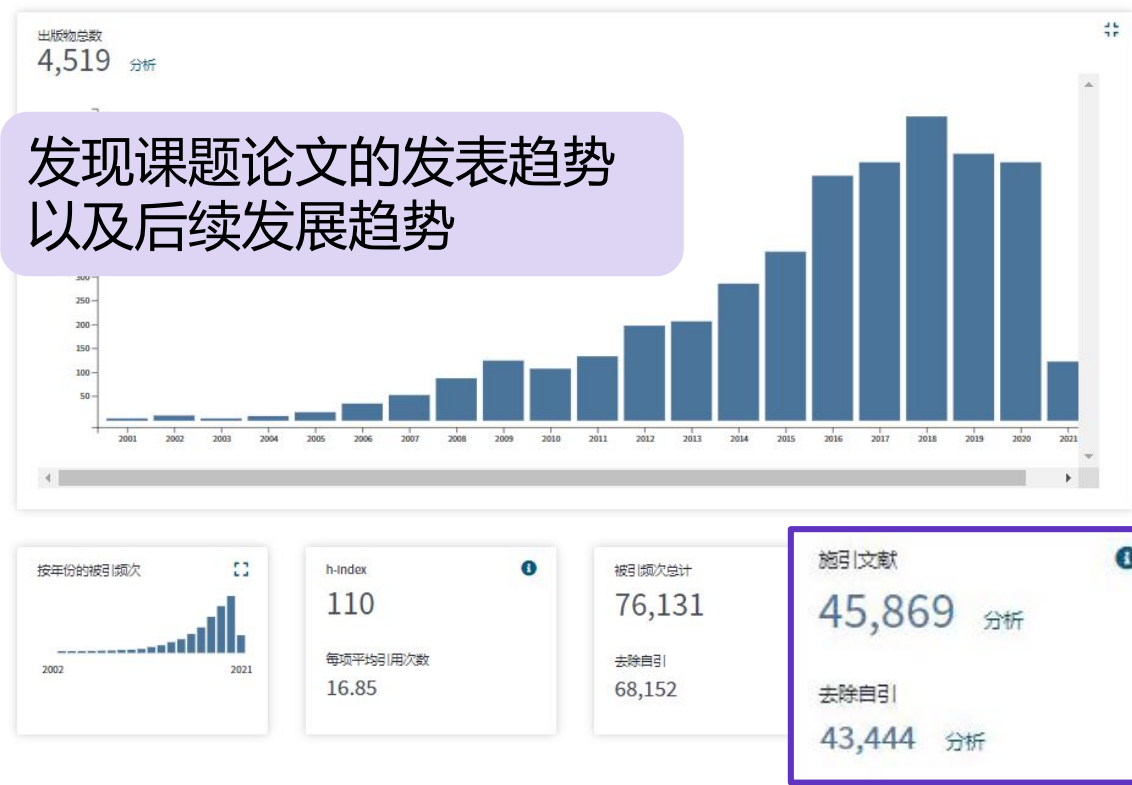 出版物总数
4,519 分析
发现课题论文的发表趋势
以及后续发展趋势
300
250
200
150
100
50
2001 2002 2003 2004 2005 2006 2007 2008 2009 2010 2011 2012 2013 2014 2015 2016 2017 2018 2019 2020 2021
按年份的被引频次
2002 2021
h-index
110
每项平均引用次数
16.85
被引频次总计
76,131
去除自引
68,152
施引文献
45,869 分析
去除自引
43,444 分析